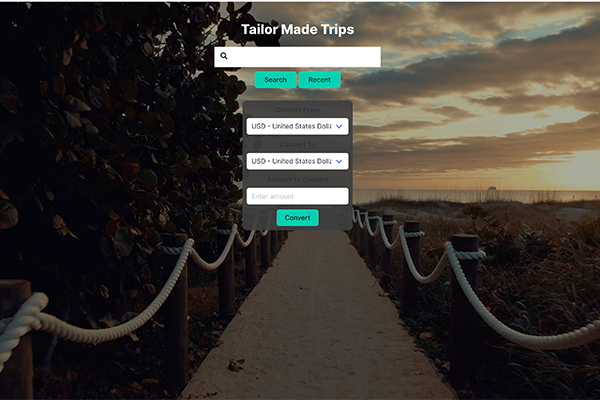 Tailor Made Trips
Search Recent
Convert From
USD - United States Dolla
Convert To
USD - United States Dolla
Amount to Convert
Enter amount
Convert